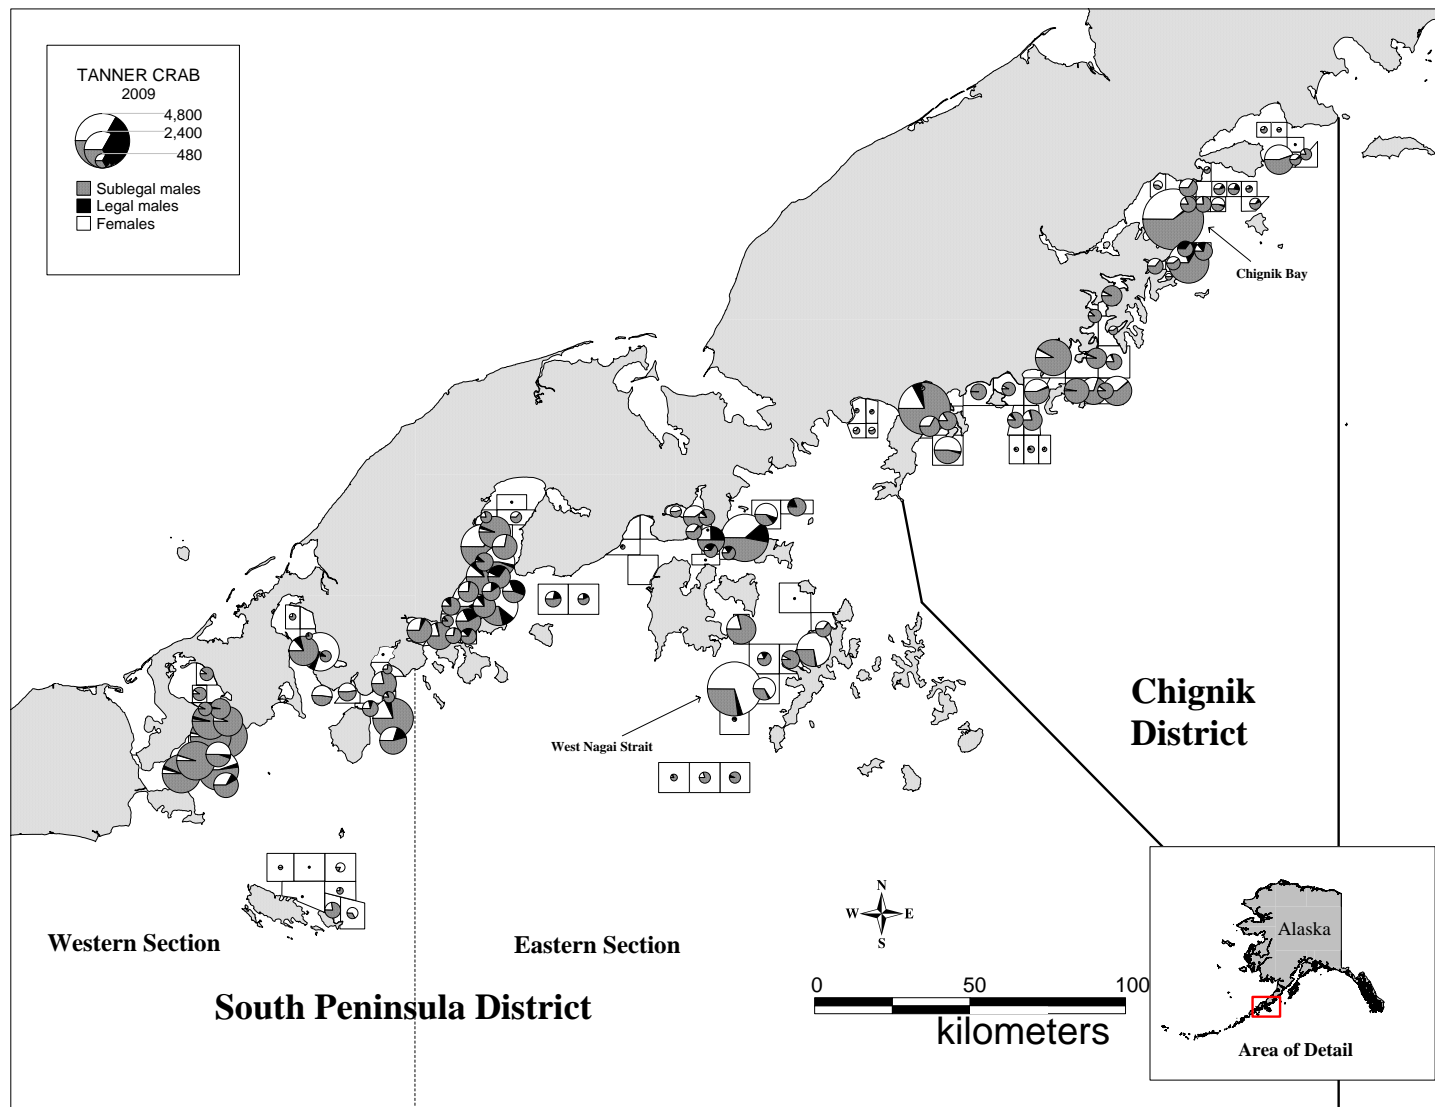 TANNER CRAB
2009
4,800
2,400
480
Sublegal males
Legal males
Females
Chignik Bay
West Nagai Strait
Chignik
District
N
W E
S
Western Section
Eastern Section
South Peninsula District
0 50 100
kilometers
Alaska
Area of Detail